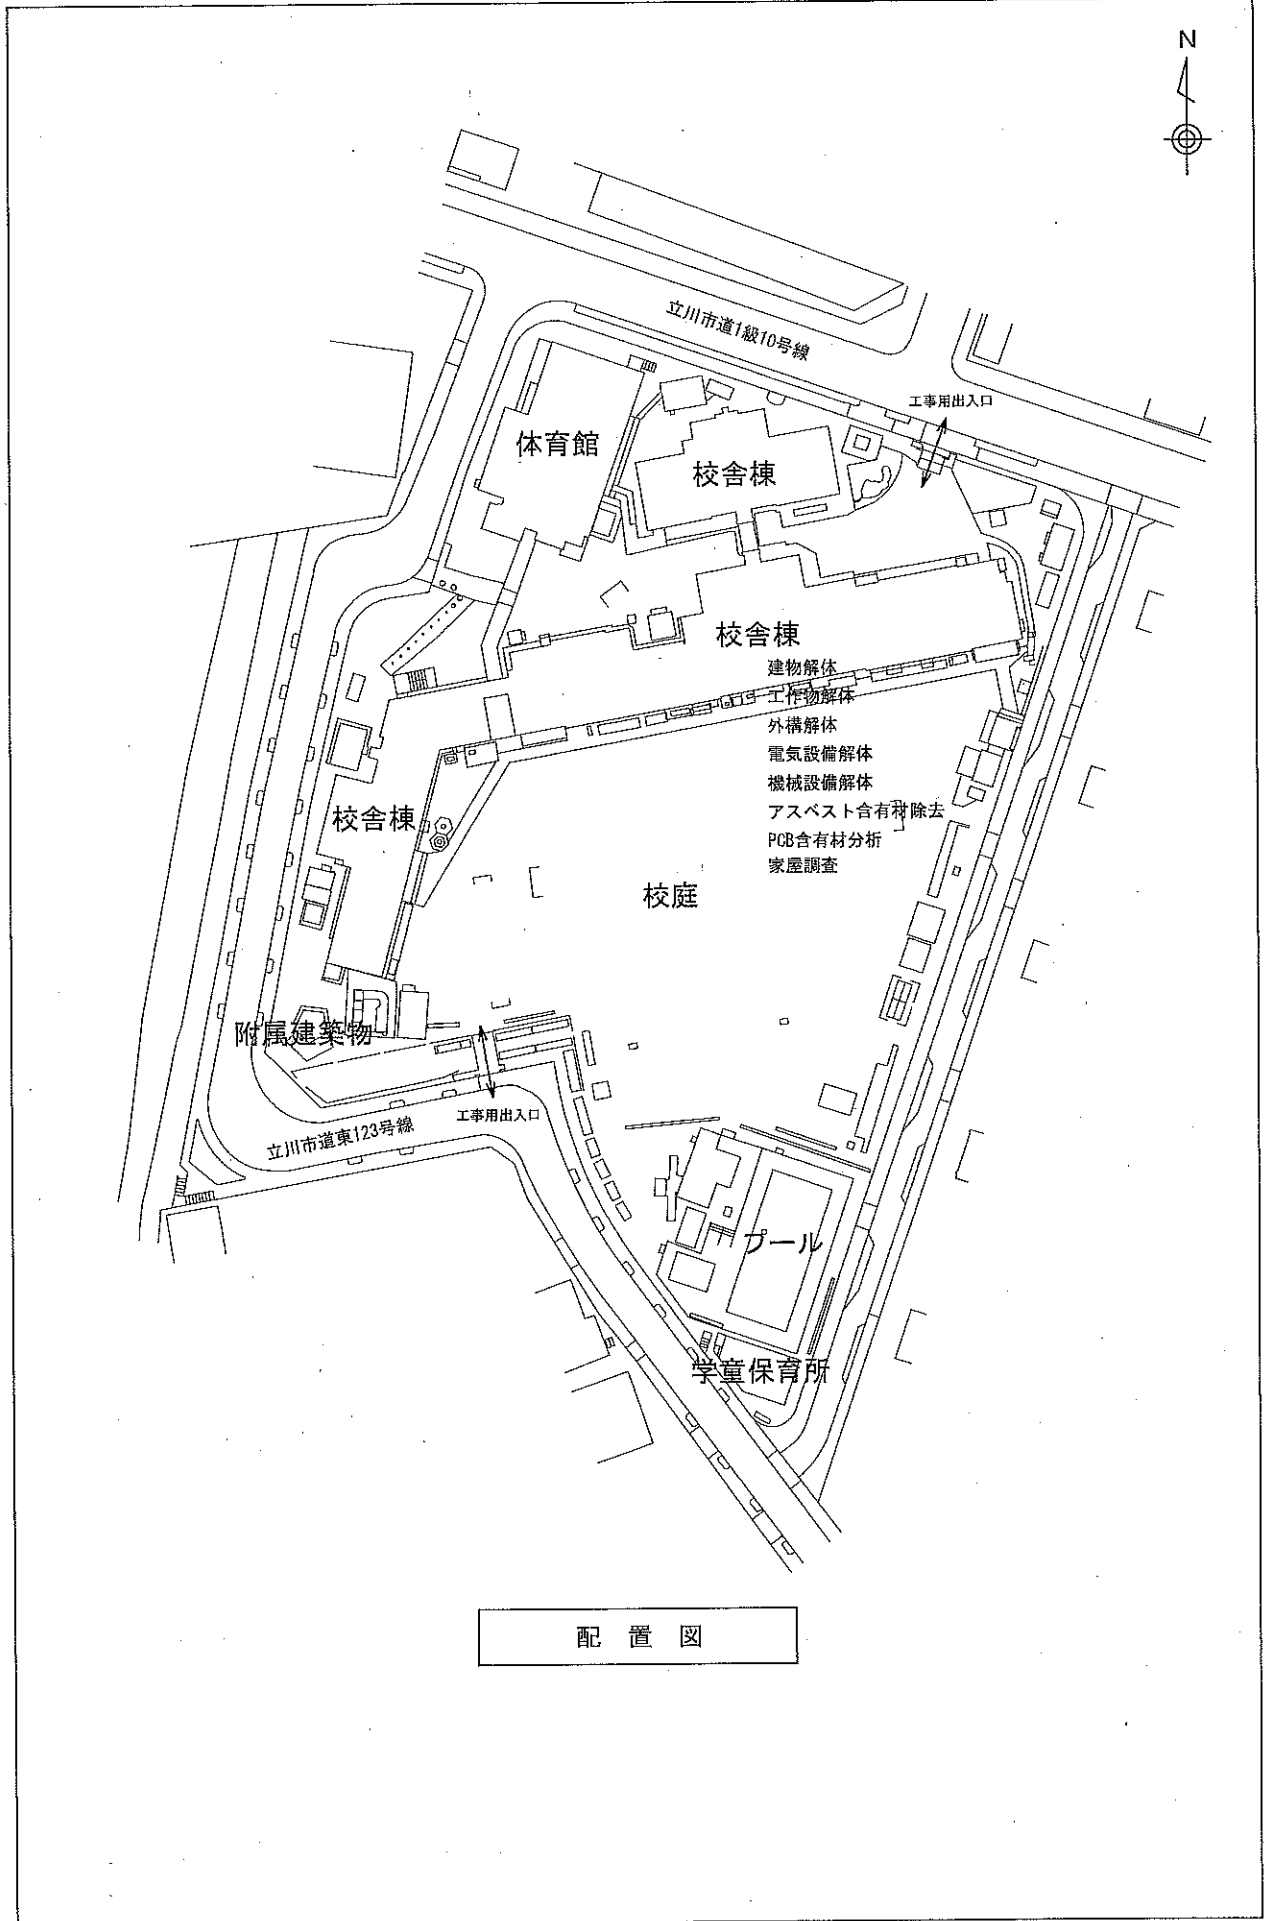 N
立川市道1級10号線
工事用出入口
体育館
校舎棟
校舎棟
建物解体
工作物解体
外構解体
電気設備解体
機械設備解体
アスベスト含有材除去
PCB含有材分析
家屋調査
校舎棟
校庭
附属建築物
工事用出入口
立川市道東123号線
プール
学童保育所
配置図